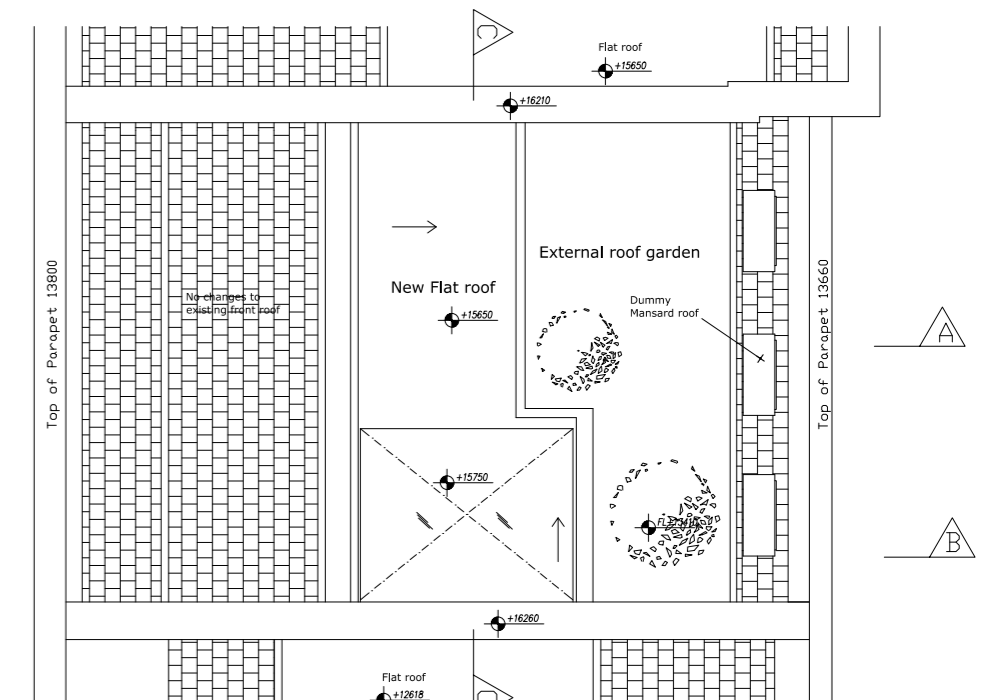 C
Flat roof
+15650
+16210
External roof garden
New Flat roof
+15650
No changes to
existing front roof
Dummy
Mansard roof
Top of Parapet 13800
Top of Parapet 13660
A
+15750
B
+16260
Flat roof
+12618